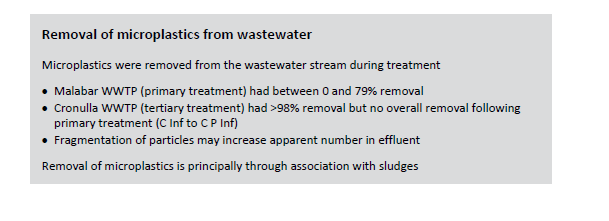 Removal of microplastics from wastewater
Microplastics were removed from the wastewater stream during treatment
• Malabar WWTP (primary treatment) had between 0 and 79% removal
• Cronulla WWTP (tertiary treatment) had >98% removal but no overall removal following
primary treatment (C Inf to C P Inf)
• Fragmentation of particles may increase apparent number in effluent
Removal of microplastics is principally through association with sludges